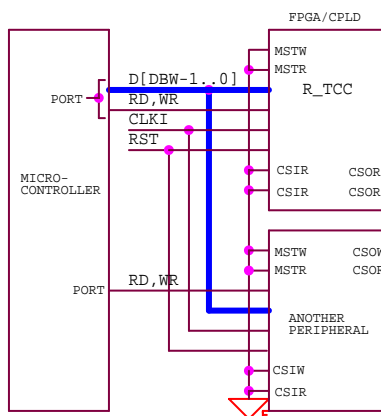 FPGA/CPLD
MSTW
MSTR
D[DBW-1..0]
R_TCC
PORT
RD,WR
CLKI
RST
CSIR CSOR
CSIR CSOR
MICRO-
CONTROLLER
MSTW CSOW
MSTR CSOR
PORT
RD,WR
ANOTHER
PERIPHERAL
CSIW
CSIR